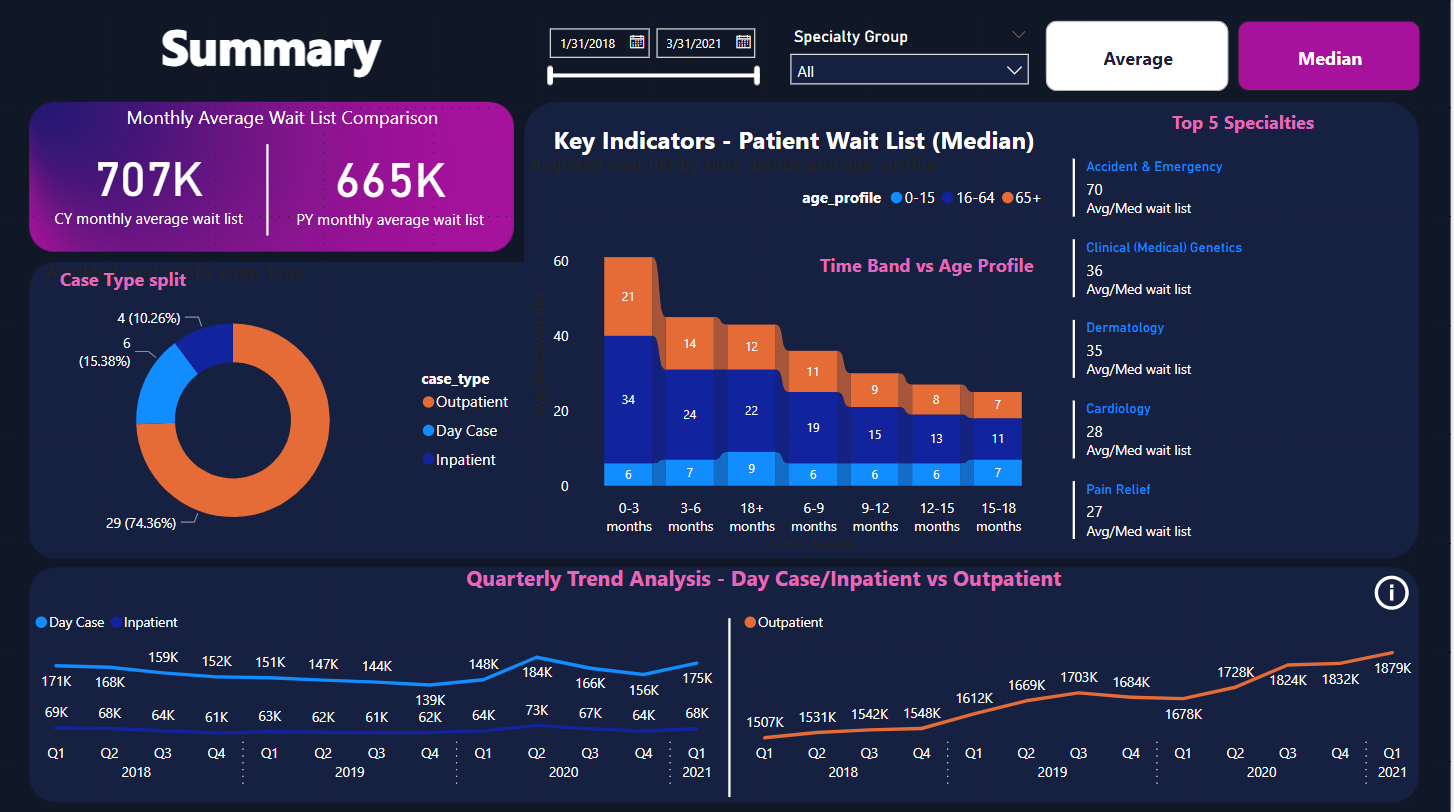 Summary
1/31/2018
3/31/2021
Specialty Group
All
Average
Median
Monthly Average Wait List Comparison
707K
CY monthly average wait list
665K
PY monthly average wait list
Case Type split
4 (10.26%)
6
(15.38%)
29 (74.36%)
case_type
Outpatient
Day Case
Inpatient
Key Indicators - Patient Wait List (Median)
age_profile 0-15 16-64 65+
Time Band vs Age Profile
60
40
20
0
21
14
12
11
9
8
7
34
24
22
19
15
13
11
6
7
9
6
6
6
7
0-3
months
3-6
months
18+
months
6-9
months
9-12
months
12-15
months
15-18
months
Top 5 Specialties
Accident & Emergency
70
Avg/Med wait list
Clinical (Medical) Genetics
36
Avg/Med wait list
Dermatology
35
Avg/Med wait list
Cardiology
28
Avg/Med wait list
Pain Relief
27
Avg/Med wait list
Quarterly Trend Analysis - Day Case/Inpatient vs Outpatient
i
Day Case Inpatient
171K 168K 159K 152K 151K 147K 144K 139K 148K 184K 166K 156K 175K
69K 68K 64K 61K 63K 62K 61K 62K 64K 73K 67K 64K 68K
Q1 Q2 Q3 Q4 Q1 Q2 Q3 Q4 Q1 Q2 Q3 Q4 Q1
2018 2019 2020 2021
Outpatient
1507K 1531K 1542K 1548K 1612K 1669K 1703K 1684K 1678K 1728K 1824K 1832K 1879K
Q1 Q2 Q3 Q4 Q1 Q2 Q3 Q4 Q1 Q2 Q3 Q4 Q1
2018 2019 2020 2021